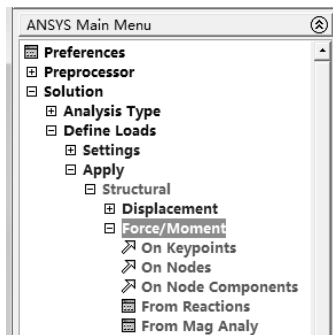 ANSYS Main Menu
Preferences
Preprocessor
Solution
Analysis Type
Define Loads
Settings
Apply
Structural
Displacement
Force/Moment
On Keypoints
On Nodes
On Node Components
From Reactions
From Mag Analy